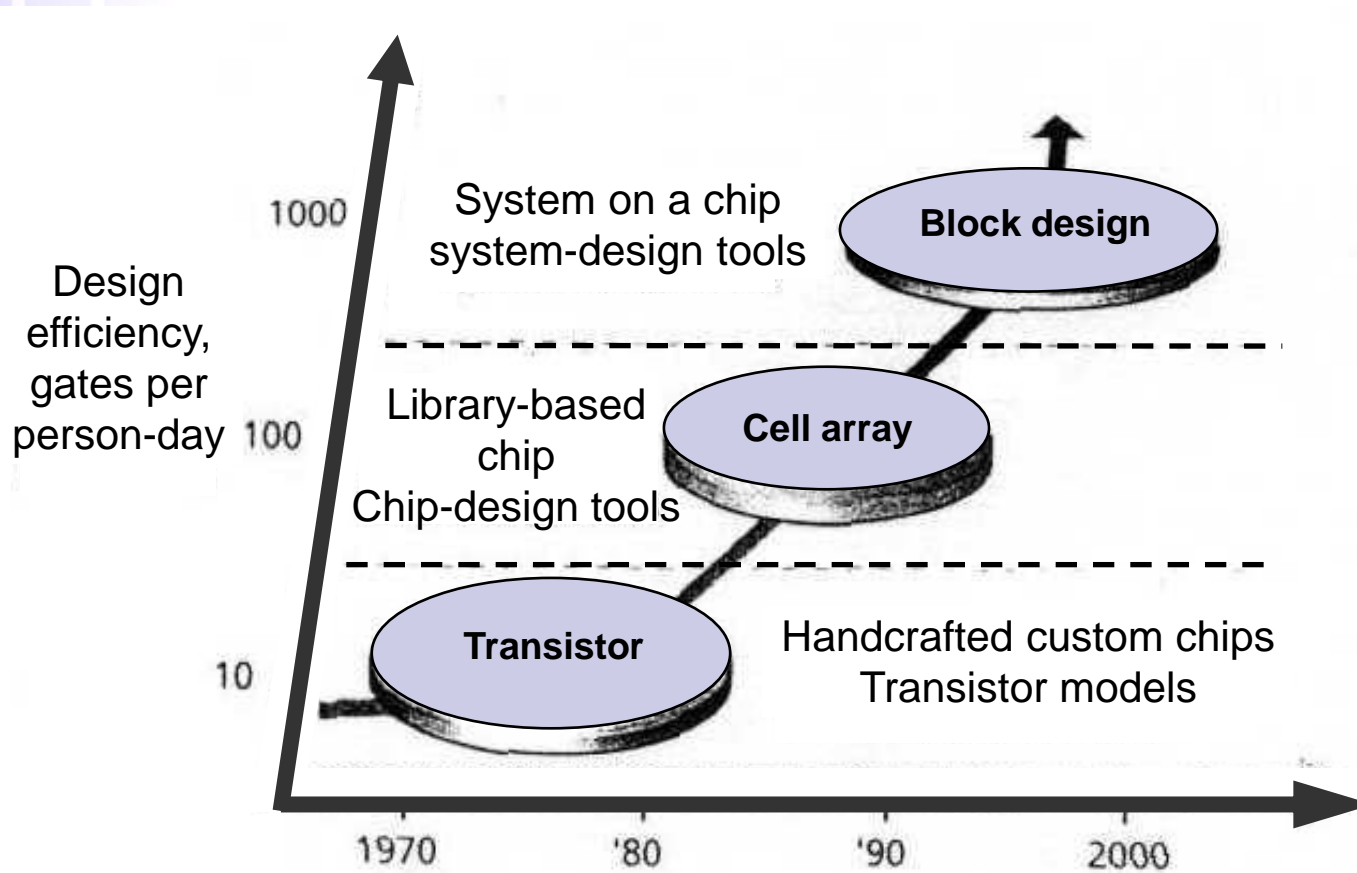 System on a chip
system-design tools
Block design
1000
Design
efficiency,
gates per
person-day
100
Library-based
chip
Chip-design tools
Cell array
10
Transistor
Handcrafted custom chips
Transistor models
1970
'80
'90
2000